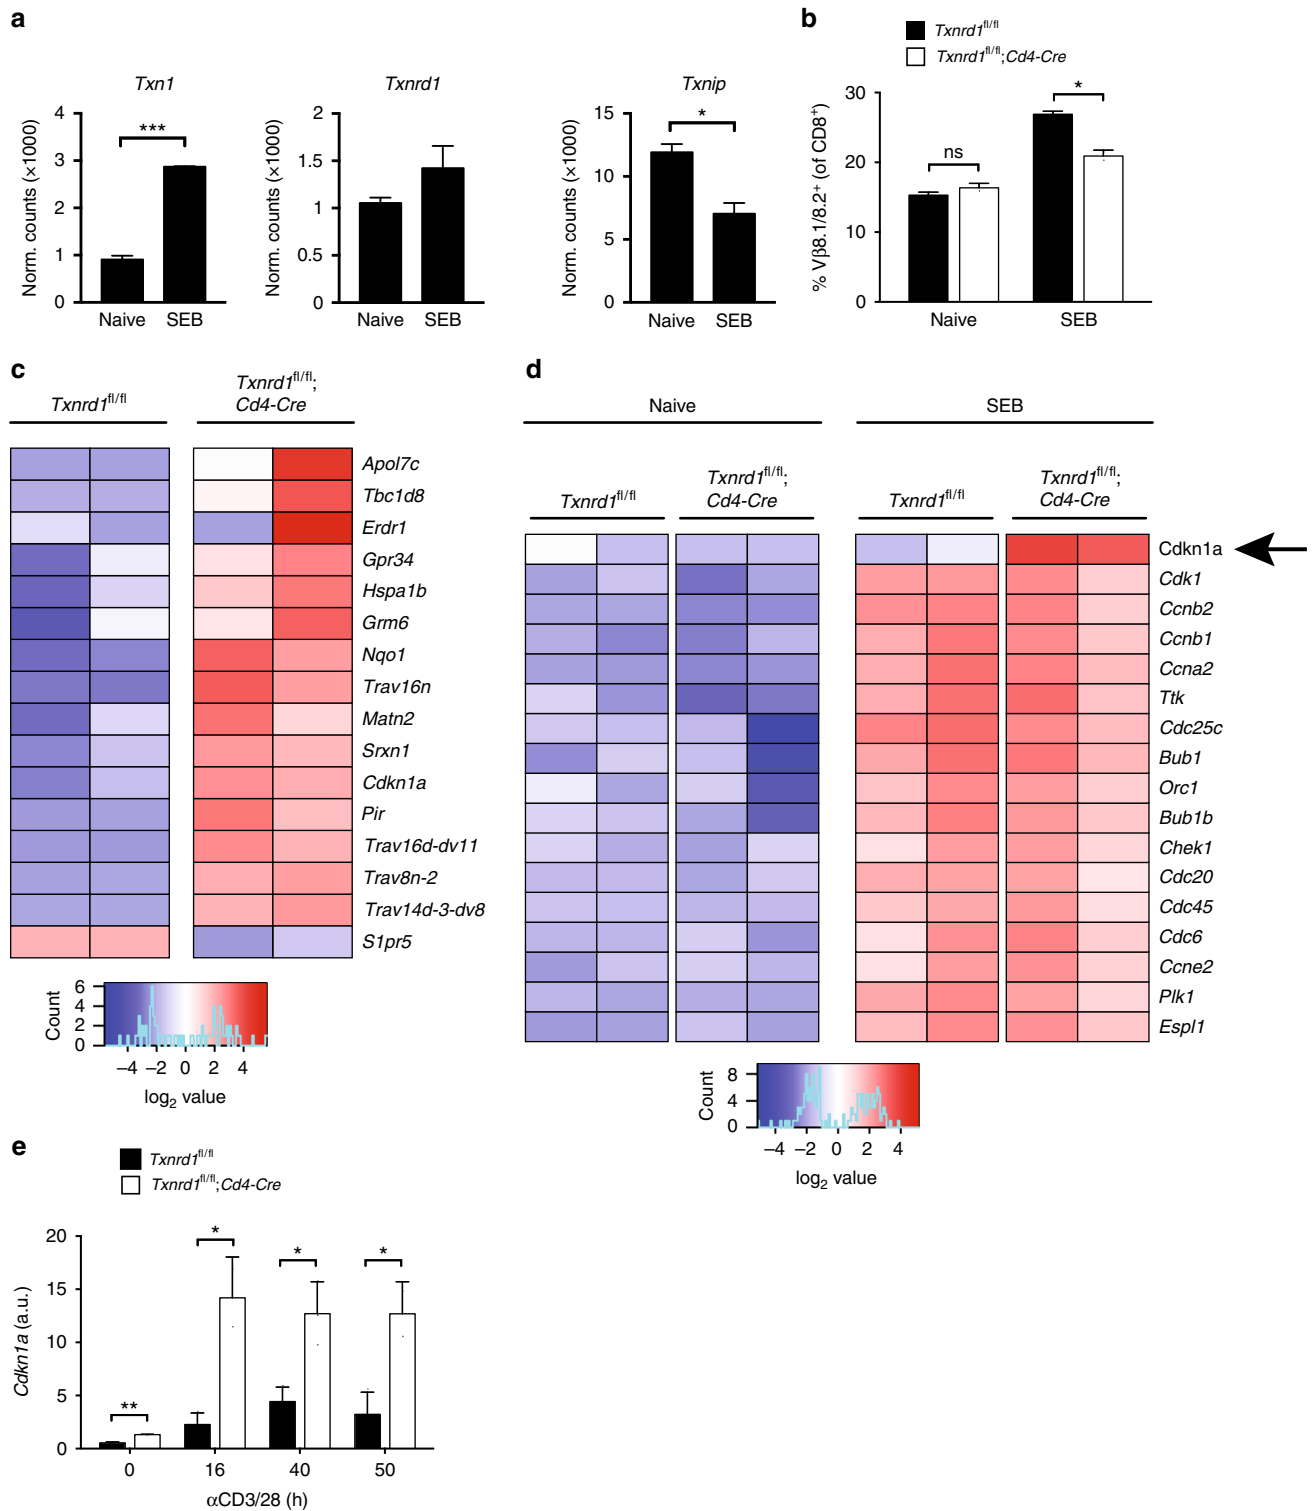 a
Txn1
Norm. counts (×1000)
4
3
2
1
0
***
Naive SEB
Txnrd1
Norm. counts (×1000)
2
1.5
1
0.5
0
Naive SEB
Txnip
Norm. counts (×1000)
15
10
5
0
*
Naive SEB
b
Txnrd1fl/fl
Txnrd1fl/fl;Cd4-Cre
% Vβ8.1/8.2+ (of CD8+)
30
20
10
0
ns
*
Naive SEB
c
Txnrd1fl/fl
Txnrd1fl/fl;
Cd4-Cre
Apol7c
Tbc1d8
Erdr1
Gpr34
Hspa1b
Grm6
Nqo1
Trav16n
Matn2
Srxn1
Cdkn1a
Pir
Trav16d-dv11
Trav8n-2
Trav14d-3-dv8
S1pr5
Count
6
4
2
0
−4 −2 0 2 4
log2 value
d
Naive
SEB
Txnrd1fl/fl
Txnrd1fl/fl;
Cd4-Cre
Txnrd1fl/fl
Txnrd1fl/fl;
Cd4-Cre
Cdkn1a
Cdk1
Ccnb2
Ccnb1
Ccna2
Ttk
Cdc25c
Bub1
Orc1
Bub1b
Chek1
Cdc20
Cdc45
Cdc6
Ccne2
Plk1
Espl1
Count
8
4
0
−4 −2 0 2 4
log2 value
e
Txnrd1fl/fl
Txnrd1fl/fl;Cd4-Cre
Cdkn1a (a.u.)
20
15
10
5
0
**
*
*
*
0 16 40 50
αCD3/28 (h)